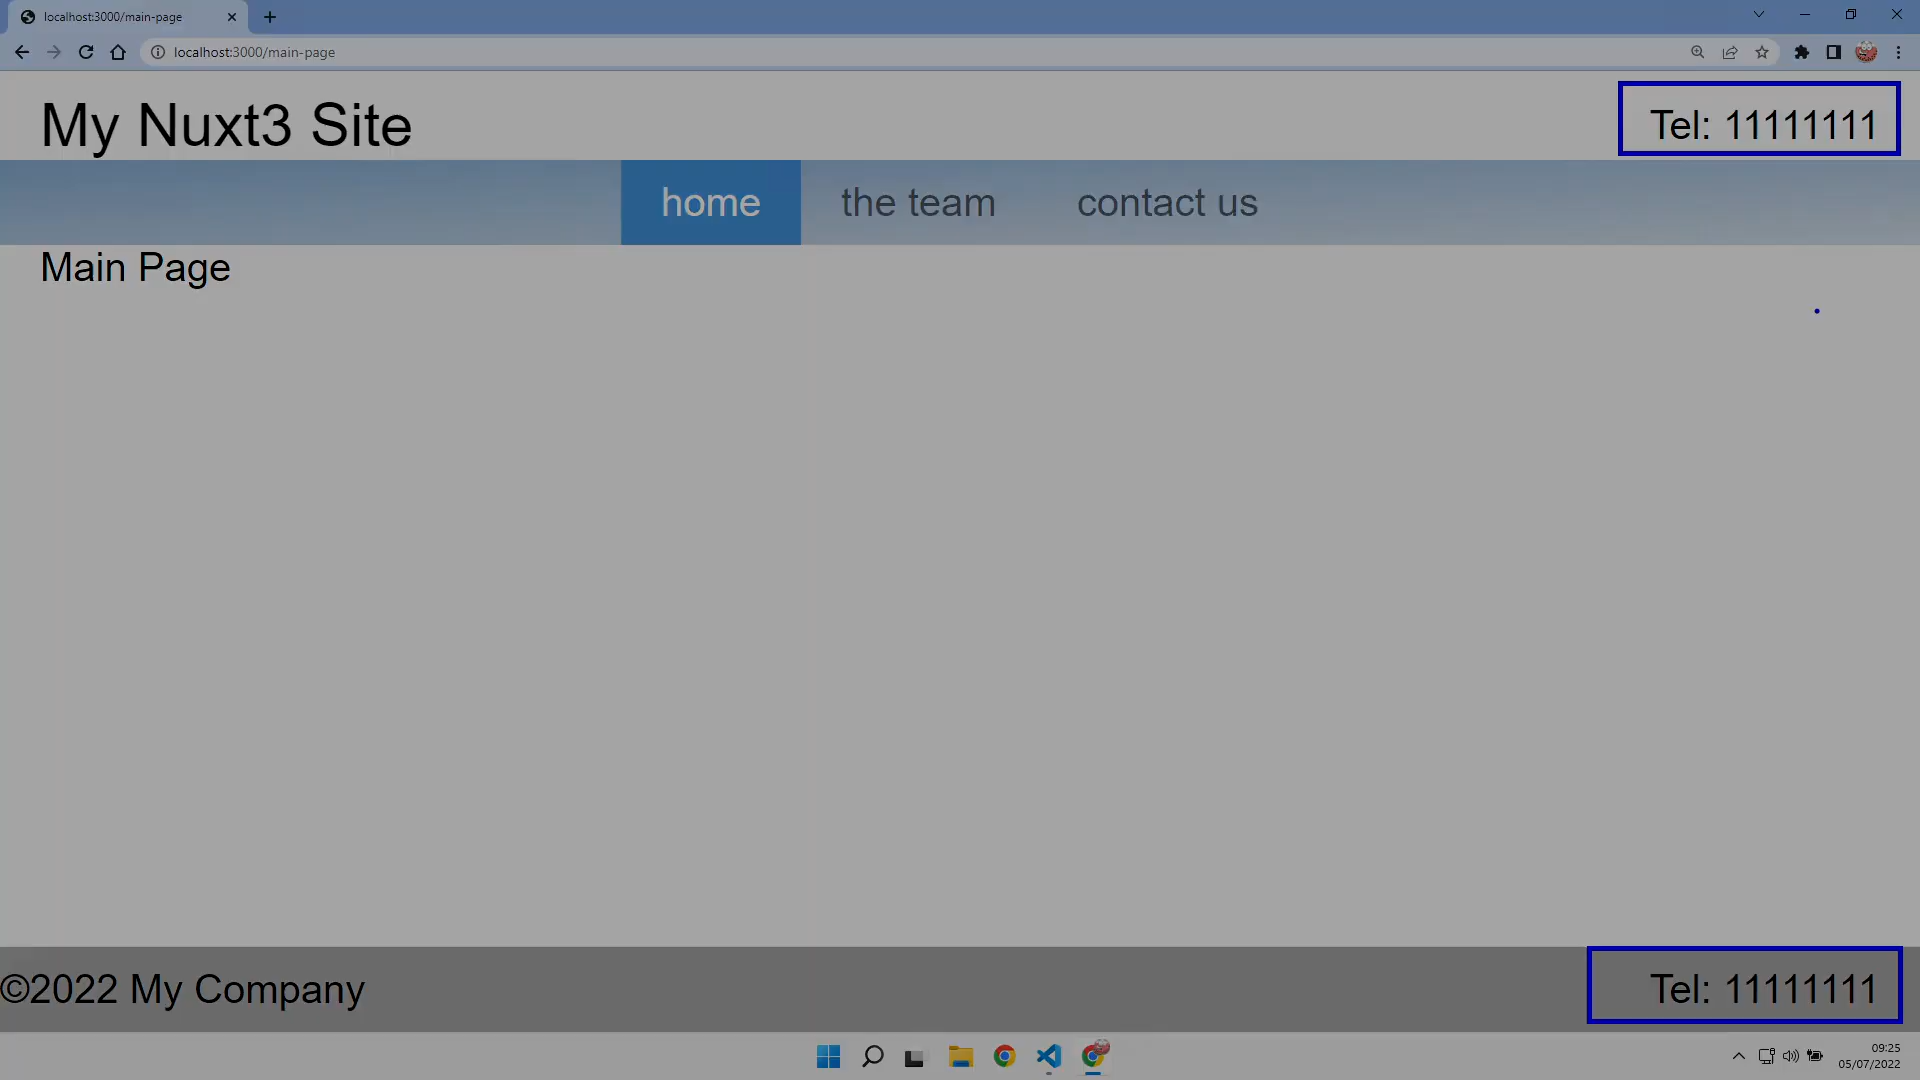 localhost:3000/main-page
localhost:3000/main-page
My Nuxt3 Site
Tel: 11111111
home the team contact us
Main Page
©2022 My Company
Tel: 11111111
09:25
05/07/2022